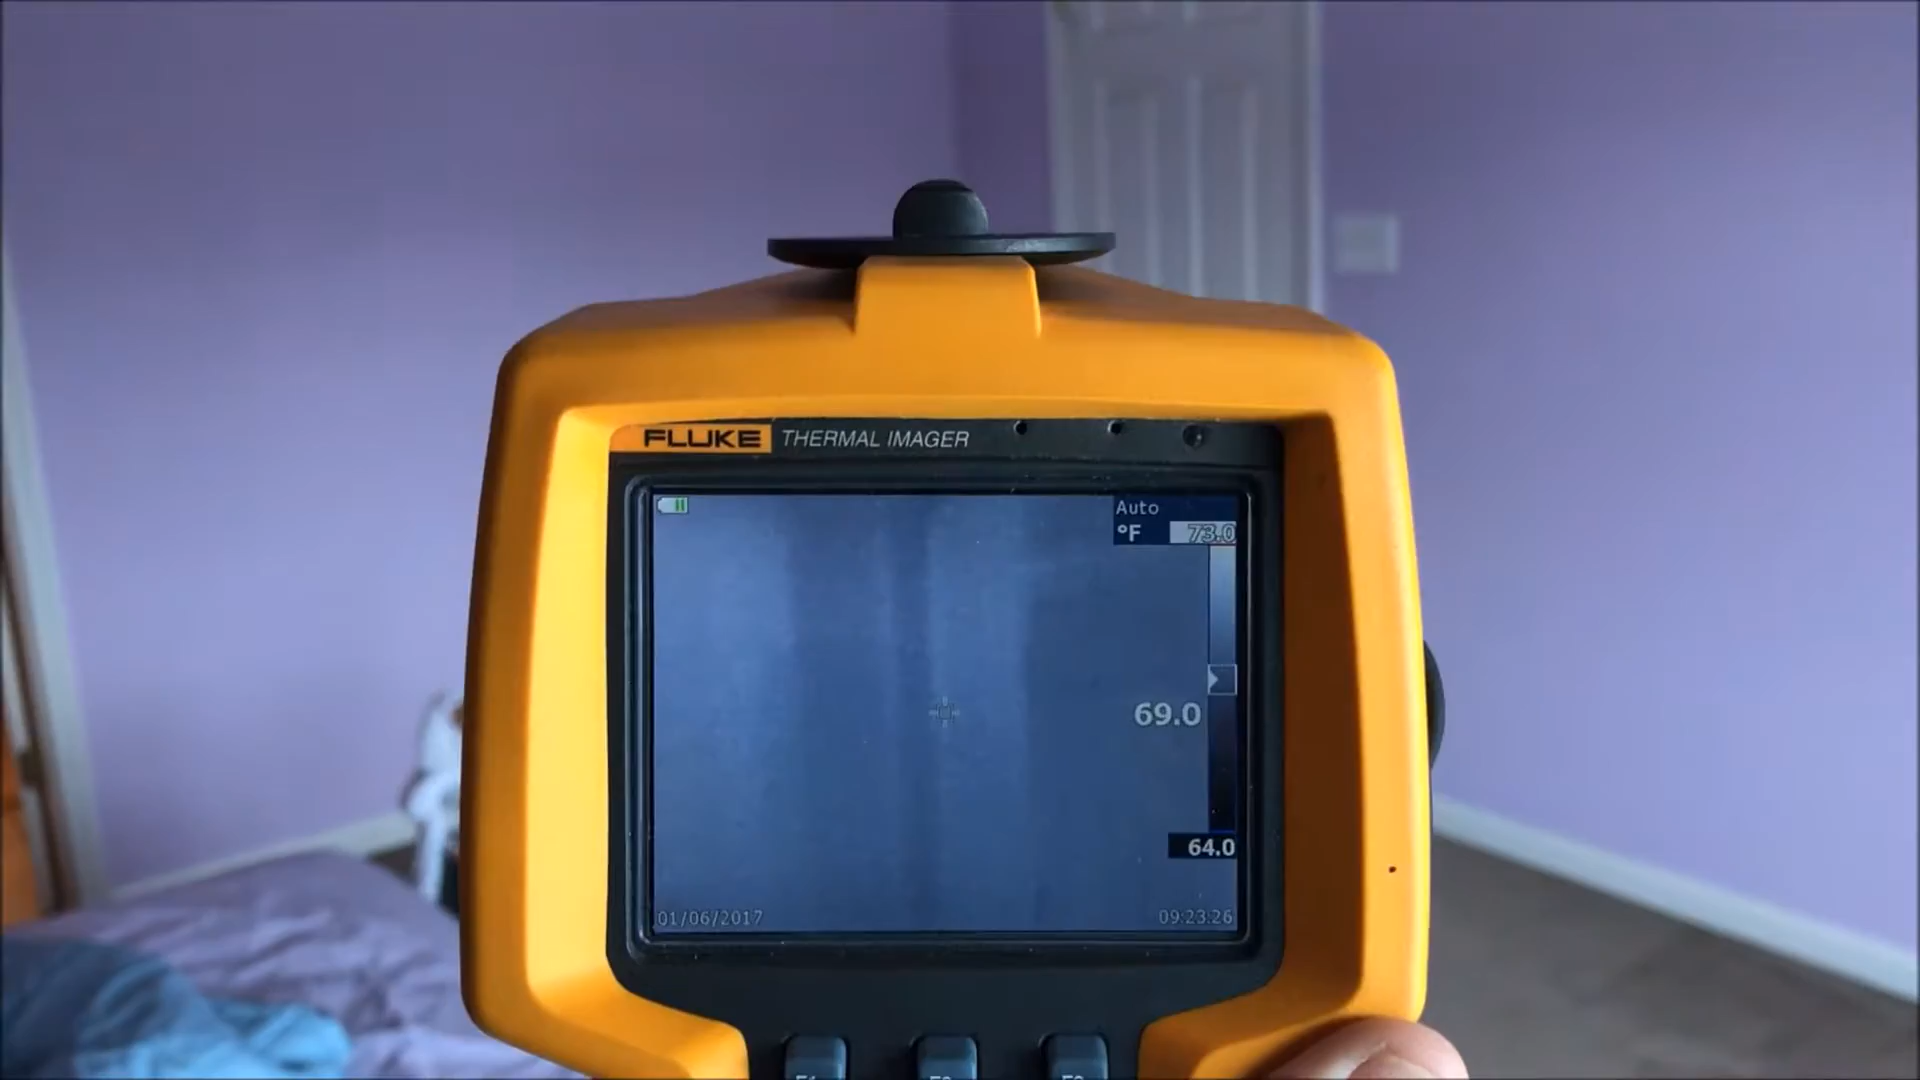 FLUKE THERMAL IMAGER
Auto
°F 73.0
69.0
64.0
01/06/2017 09:23:26